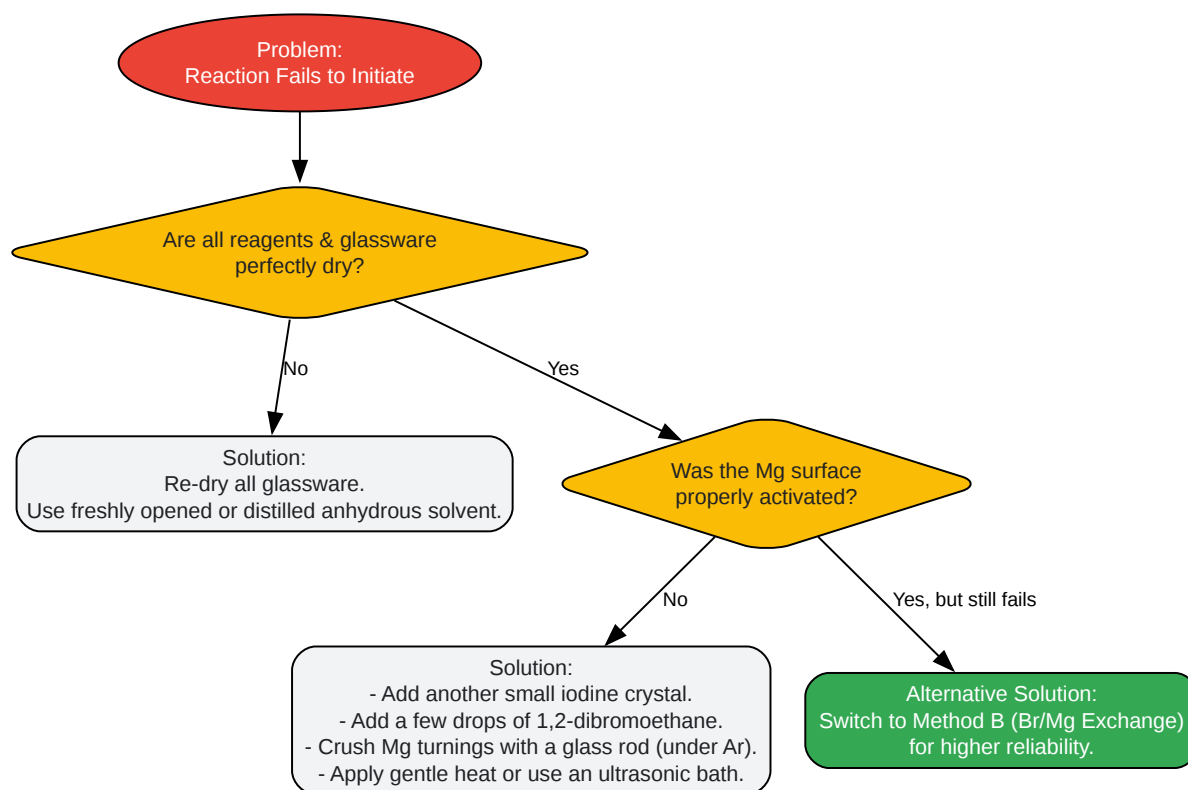 Problem:
Reaction Fails to Initiate
Are all reagents & glassware
perfectly dry?
No
Yes
Solution:
Re-dry all glassware.
Use freshly opened or distilled anhydrous solvent.
Was the Mg surface
properly activated?
No
Yes, but still fails
Solution:
- Add another small iodine crystal.
- Add a few drops of 1,2-dibromoethane.
- Crush Mg turnings with a glass rod (under Ar).
- Apply gentle heat or use an ultrasonic bath.
Alternative Solution:
Switch to Method B (Br/Mg Exchange)
for higher reliability.